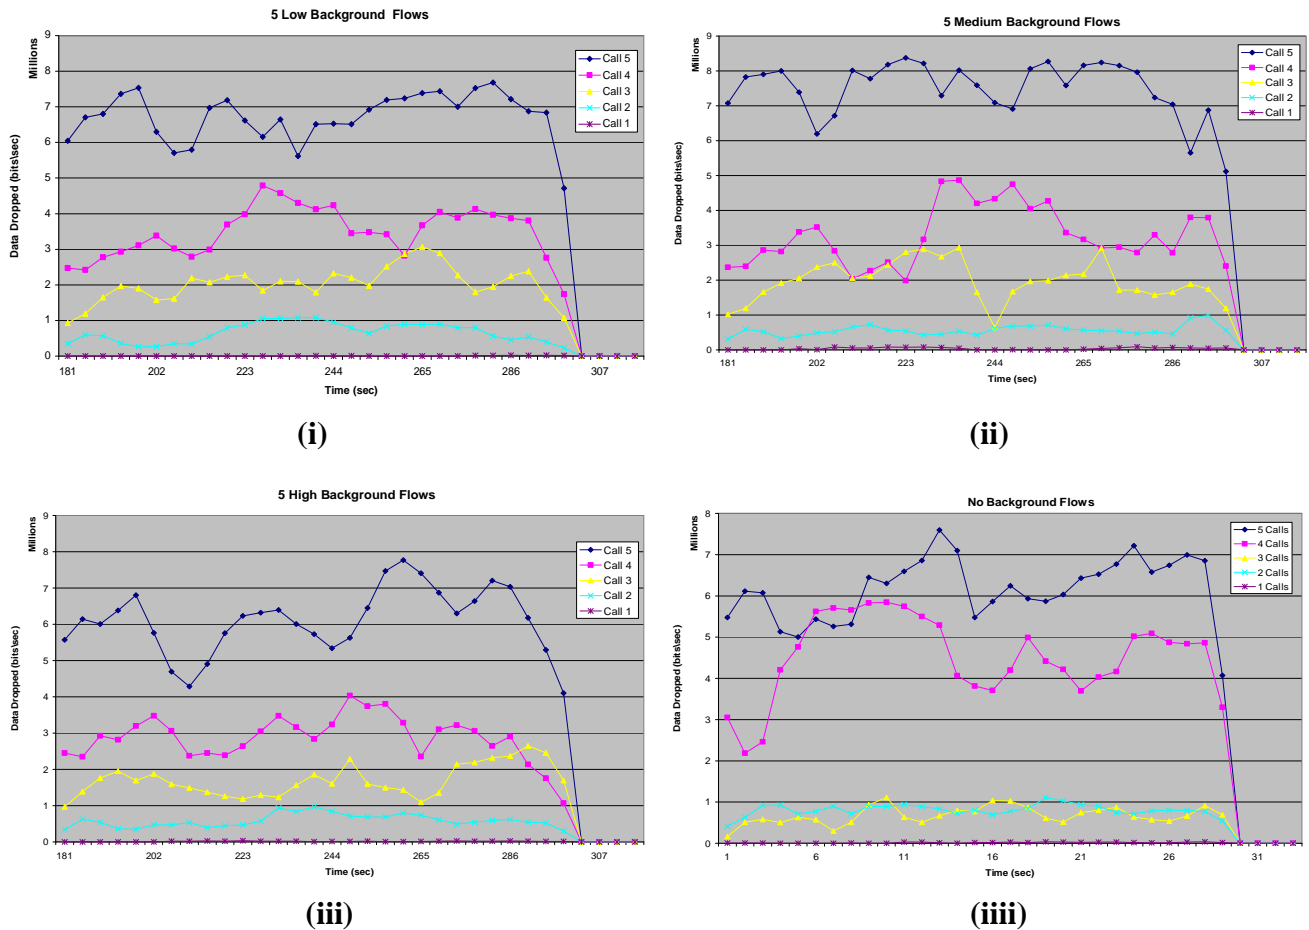 5 Low Background Flows
Millions
Data Dropped (bits\sec)
9
8
7
6
5
4
3
2
1
0
181 202 223 244 265 286 307
Time (sec)
Call 5
Call 4
Call 3
Call 2
Call 1
(i)
5 Medium Background Flows
Millions
Data Dropped (bits\sec)
9
8
7
6
5
4
3
2
1
0
181 202 223 244 265 286 307
Time (sec)
Call 5
Call 4
Call 3
Call 2
Call 1
(ii)
5 High Background Flows
Millions
Data Dropped (bits\sec)
9
8
7
6
5
4
3
2
1
0
181 202 223 244 265 286 307
Time (sec)
Call 5
Call 4
Call 3
Call 2
Call 1
(iii)
No Background Flows
Millions
Data Dropped (bits\sec)
8
7
6
5
4
3
2
1
0
1 6 11 16 21 26 31
Time (sec)
5 Calls
4 Calls
3 Calls
2 Calls
1 Calls
(iiii)